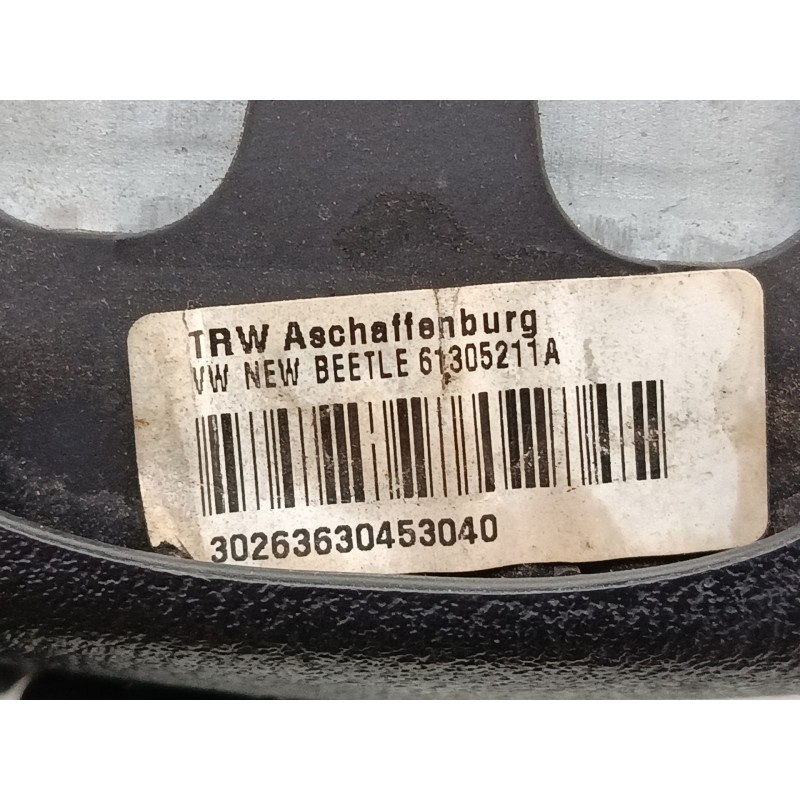 TRW Aschaffenburg
VW NEW BEETLE 61305211A
30263630453040